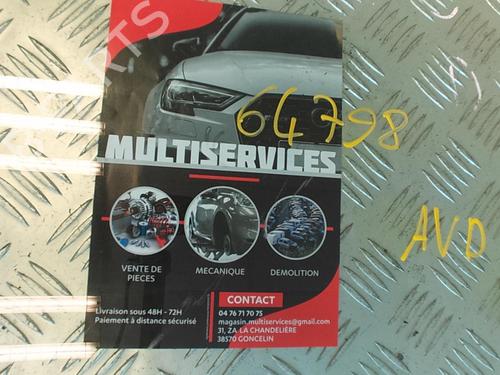 64798
MULTISERVICES
AVD
VENTE DE
PIECES
MECANIQUE
DEMOLITION
Livraison sous 48H - 72H
Paiement à distance sécurisé
CONTACT
04 76 71 70 75
magasin.multiservices@gmail.com
31, ZA LA CHANDELIÈRE
38570 GONCELIN